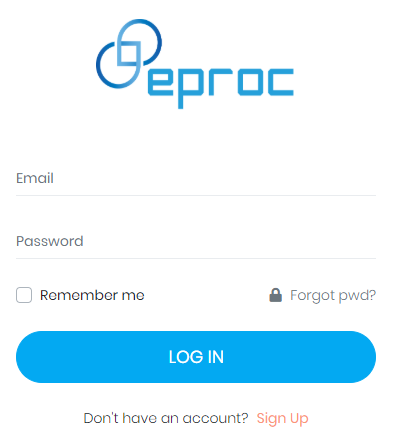 eproc
Email
Password
Remember me
Forgot pwd?
LOG IN
Don't have an account? Sign Up